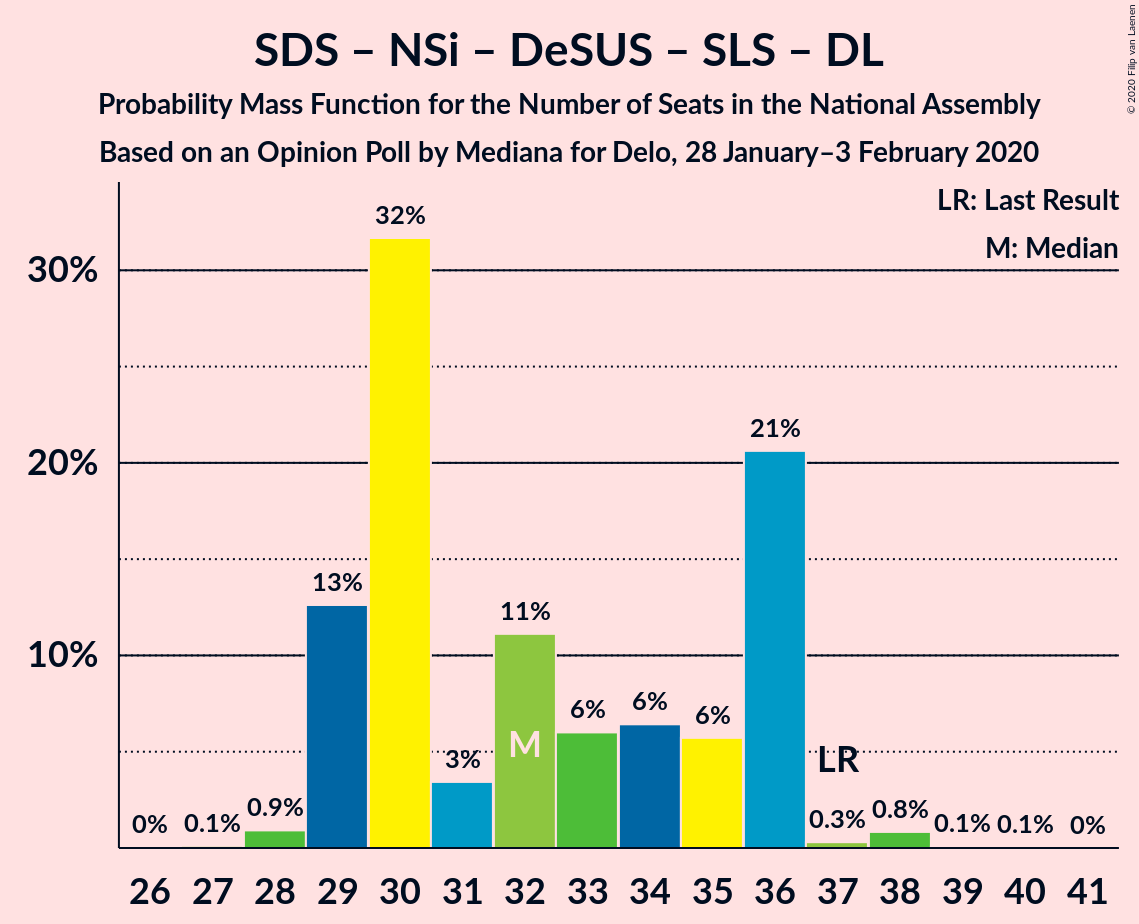 SDS – NSi – DeSUS – SLS – DL
Probability Mass Function for the Number of Seats in the National Assembly
Based on an Opinion Poll by Mediana for Delo, 28 January–3 February 2020
© 2020 Filip van Laenen
LR: Last Result
M: Median
30%
20%
10%
0%
0.1%
0.9%
13%
32%
3%
11%
6%
6%
6%
21%
0.3%
0.8%
0.1%
0.1%
0%
M
LR
26 27 28 29 30 31 32 33 34 35 36 37 38 39 40 41